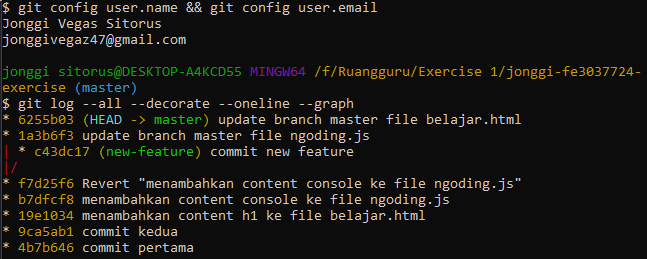 $ git config user.name && git config user.email
Jonggi Vegas Sitorus
jonggivegaz47@gmail.com
jonggi sitorus@DESKTOP-A4KCD55 MINGW64 /f/Ruangguru/Exercise 1/jonggi-fe3037724-
exercise (master)
$ git log --all --decorate --oneline --graph
* 6255b03 (HEAD -> master) update branch master file belajar.html
* 1a3b6f3 update branch master file ngoding.js
| * c43dc17 (new-feature) commit new feature
|/
* f7d25f6 Revert "menambahkan content console ke file ngoding.js"
* b7dfcf8 menambahkan content console ke file ngoding.js
* 19e1034 menambahkan content h1 ke file belajar.html
* 9ca5ab1 commit kedua
* 4b7b646 commit pertama